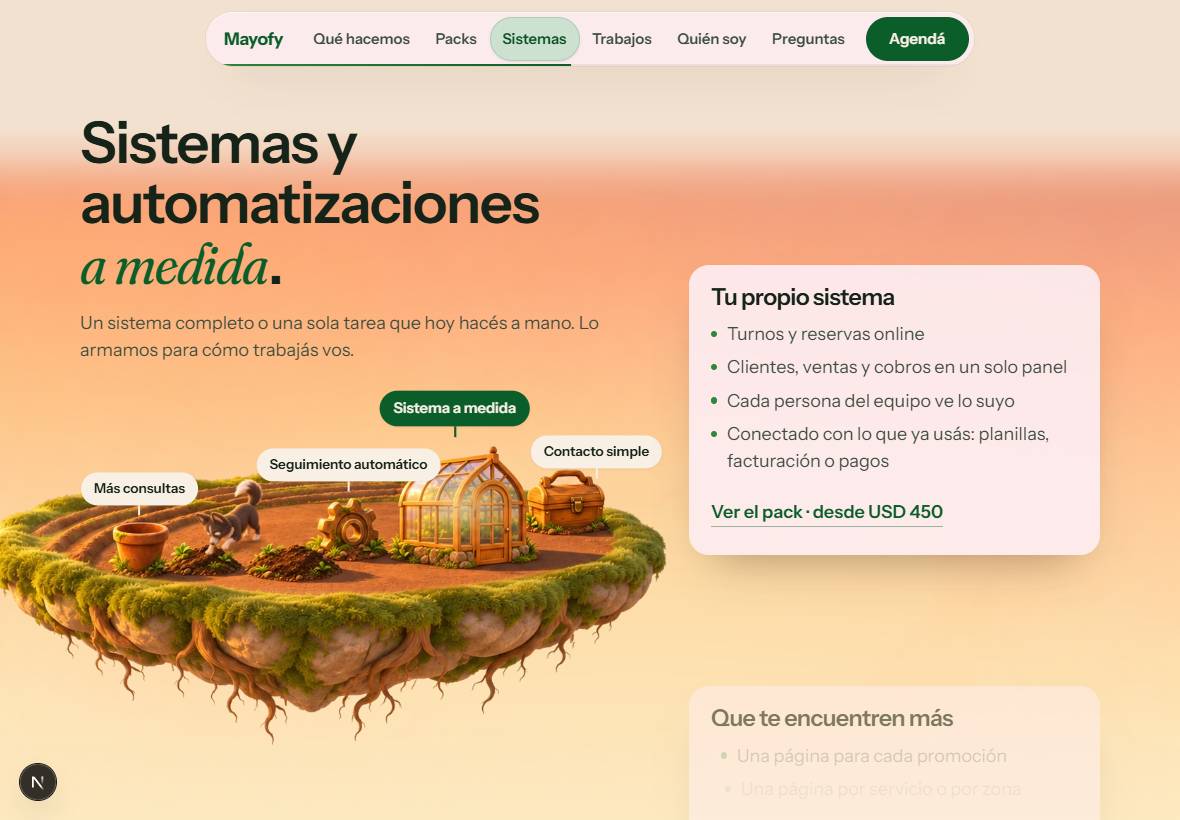 Mayofy
Qué hacemos
Packs
Sistemas
Trabajos
Quién soy
Preguntas
Agendá
Sistemas y
automatizaciones
a medida.
Un sistema completo o una sola tarea que hoy hacés a mano. Lo
armamos para cómo trabajás vos.
Sistema a medida
Contacto simple
Seguimiento automático
Más consultas
Tu propio sistema
Turnos y reservas online
Clientes, ventas y cobros en un solo panel
Cada persona del equipo ve lo suyo
Conectado con lo que ya usás: planillas,
facturación o pagos
Ver el pack · desde USD 450
Que te encuentren más
Una página para cada promoción
Una página por servicio o por zona
N